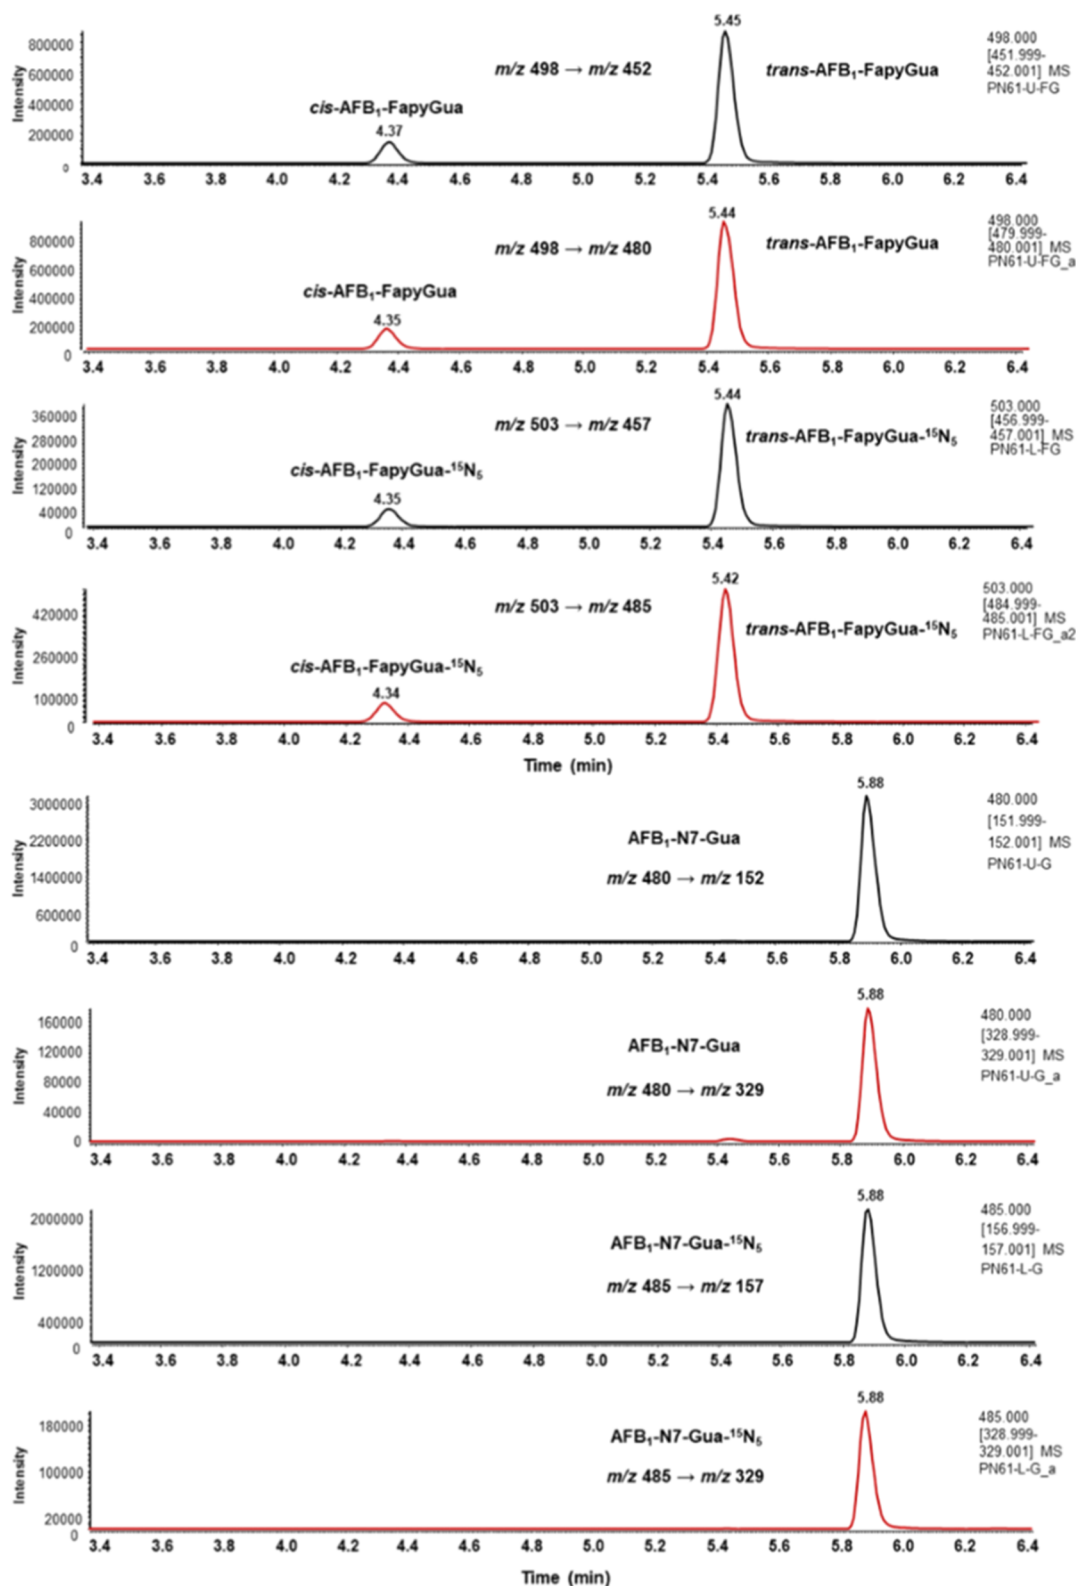 5.45
498.000
[451.999-
452.001] MS
PN61-U-FG
Intensity
800000
600000
400000
200000
0
m/z 498 → m/z 452
trans-AFB₁-FapyGua
cis-AFB₁-FapyGua
4.37
3.4 3.6 3.8 4.0 4.2 4.4 4.6 4.8 5.0 5.2 5.4 5.6 5.8 6.0 6.2 6.4
5.44
498.000
[479.999-
480.001] MS
PN61-U-FG_a
Intensity
800000
600000
400000
200000
0
m/z 498 → m/z 480
trans-AFB₁-FapyGua
cis-AFB₁-FapyGua
4.35
3.4 3.6 3.8 4.0 4.2 4.4 4.6 4.8 5.0 5.2 5.4 5.6 5.8 6.0 6.2 6.4
5.44
503.000
[456.999-
457.001] MS
PN61-L-FG
Intensity
360000
280000
200000
120000
40000
0
m/z 503 → m/z 457
trans-AFB₁-FapyGua-¹⁵N₅
cis-AFB₁-FapyGua-¹⁵N₅
4.35
3.4 3.6 3.8 4.0 4.2 4.4 4.6 4.8 5.0 5.2 5.4 5.6 5.8 6.0 6.2 6.4
5.42
503.000
[484.999-
485.001] MS
PN61-L-FG_a2
Intensity
420000
260000
100000
0
m/z 503 → m/z 485
trans-AFB₁-FapyGua-¹⁵N₅
cis-AFB₁-FapyGua-¹⁵N₅
4.34
3.4 3.6 3.8 4.0 4.2 4.4 4.6 4.8 5.0 5.2 5.4 5.6 5.8 6.0 6.2 6.4
Time (min)
5.88
480.000
[151.999-
152.001] MS
PN61-U-G
Intensity
3000000
2200000
1400000
600000
0
AFB₁-N7-Gua
m/z 480 → m/z 152
3.4 3.6 3.8 4.0 4.2 4.4 4.6 4.8 5.0 5.2 5.4 5.6 5.8 6.0 6.2 6.4
5.88
480.000
[328.999-
329.001] MS
PN61-U-G_a
Intensity
160000
120000
80000
40000
0
AFB₁-N7-Gua
m/z 480 → m/z 329
3.4 3.6 3.8 4.0 4.2 4.4 4.6 4.8 5.0 5.2 5.4 5.6 5.8 6.0 6.2 6.4
5.88
485.000
[156.999-
157.001] MS
PN61-L-G
Intensity
2000000
1200000
400000
0
AFB₁-N7-Gua-¹⁵N₅
m/z 485 → m/z 157
3.4 3.6 3.8 4.0 4.2 4.4 4.6 4.8 5.0 5.2 5.4 5.6 5.8 6.0 6.2 6.4
5.88
485.000
[328.999-
329.001] MS
PN61-L-G_a
Intensity
180000
100000
20000
0
AFB₁-N7-Gua-¹⁵N₅
m/z 485 → m/z 329
3.4 3.6 3.8 4.0 4.2 4.4 4.6 4.8 5.0 5.2 5.4 5.6 5.8 6.0 6.2 6.4
Time (min)